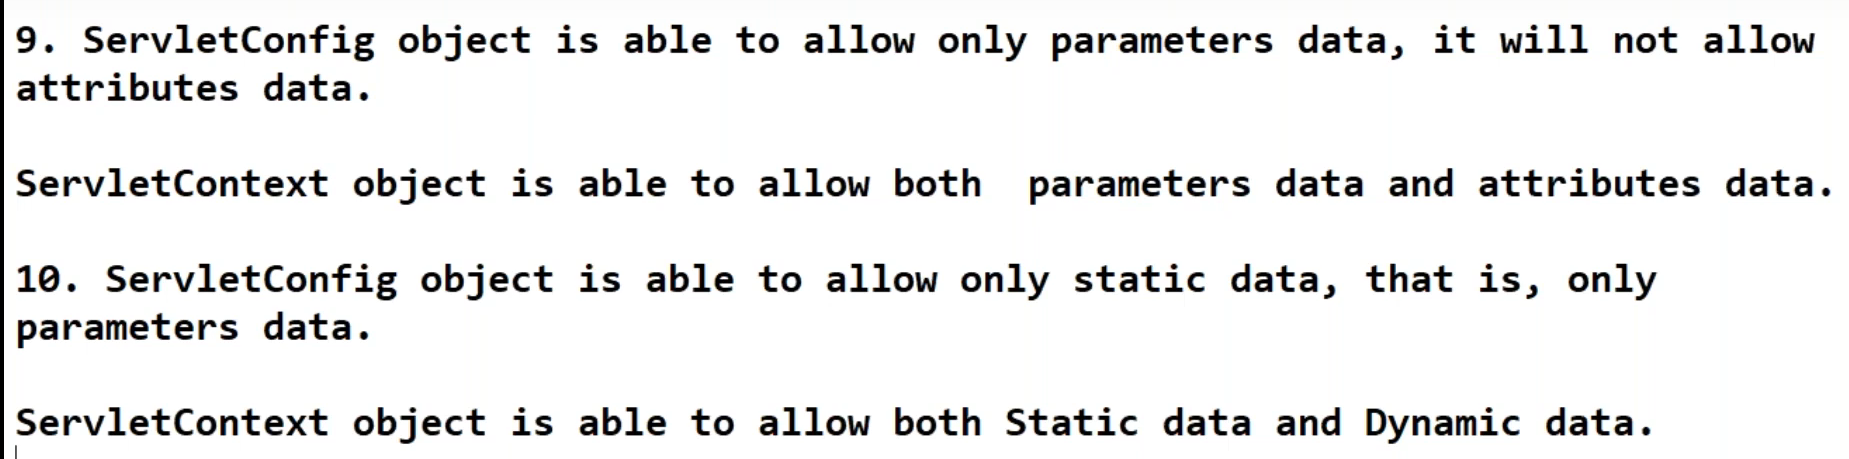 9. ServletConfig object is able to allow only parameters data, it will not allow
attributes data.
ServletContext object is able to allow both  parameters data and attributes data.
10. ServletConfig object is able to allow only static data, that is, only
parameters data.
ServletContext object is able to allow both Static data and Dynamic data.